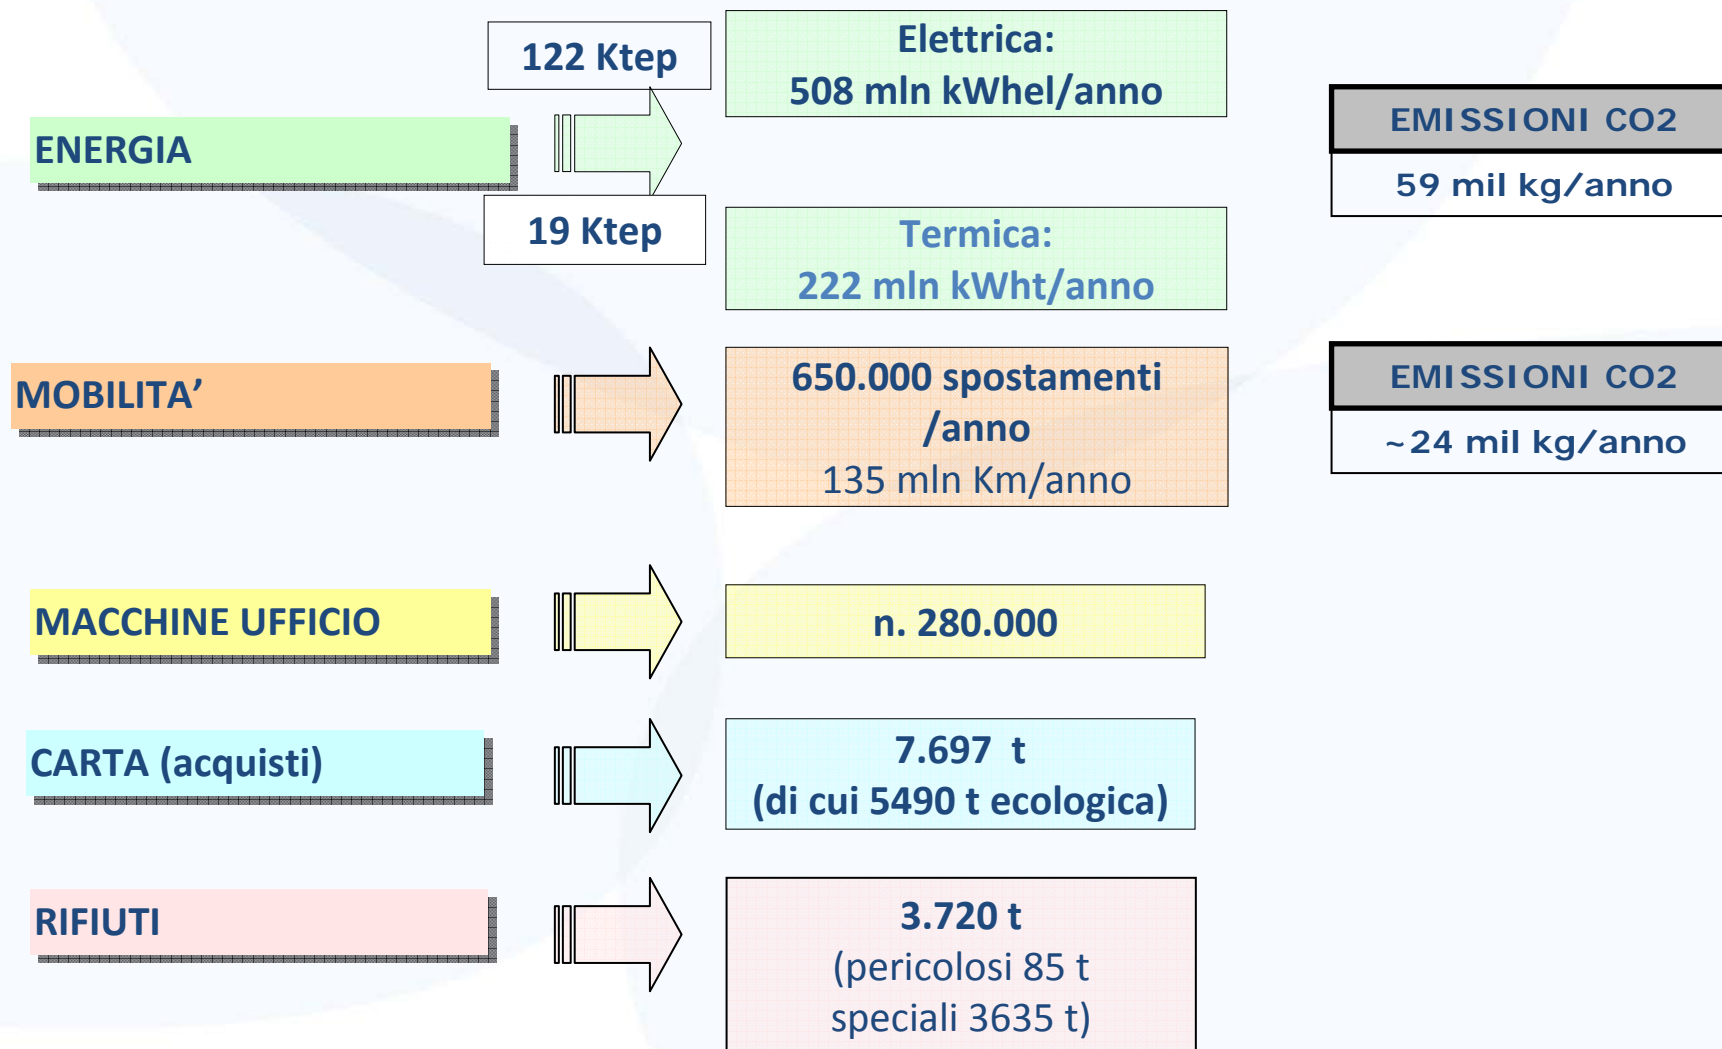 122 Ktep
Elettrica:
508 mln kWhel/anno
ENERGIA
EMISSIONI CO2
59 mil kg/anno
19 Ktep
Termica:
222 mln kWht/anno
MOBILITA’
650.000 spostamenti
/anno
135 mln Km/anno
EMISSIONI CO2
~24 mil kg/anno
MACCHINE UFFICIO
n. 280.000
CARTA (acquisti)
7.697 t
(di cui 5490 t ecologica)
RIFIUTI
3.720 t
(pericolosi 85 t
speciali 3635 t)